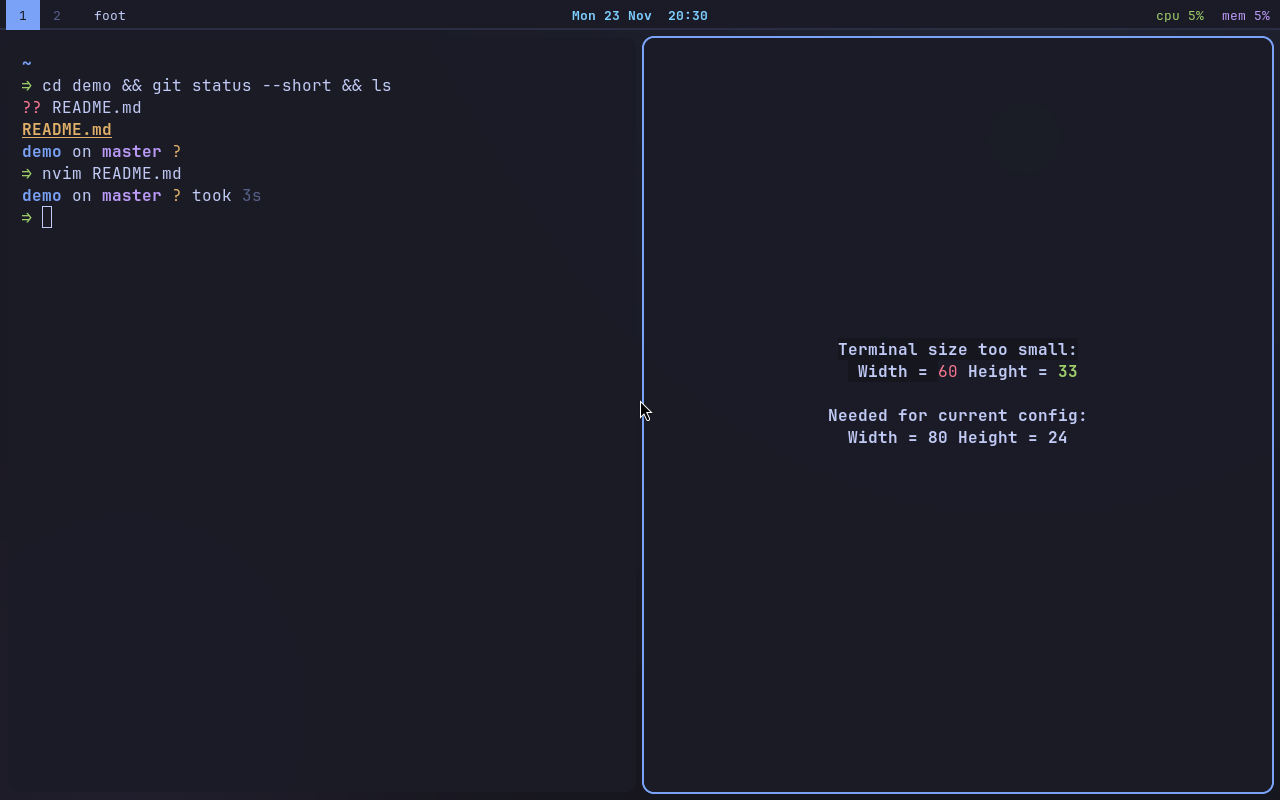 1 2 foot Mon 23 Nov 20:30 cpu 5% mem 5%
~
⇒ cd demo && git status --short && ls
?? README.md
README.md
demo on master ?
⇒ nvim README.md
demo on master ? took 3s
⇒
Terminal size too small:
Width = 60 Height = 33
Needed for current config:
Width = 80 Height = 24